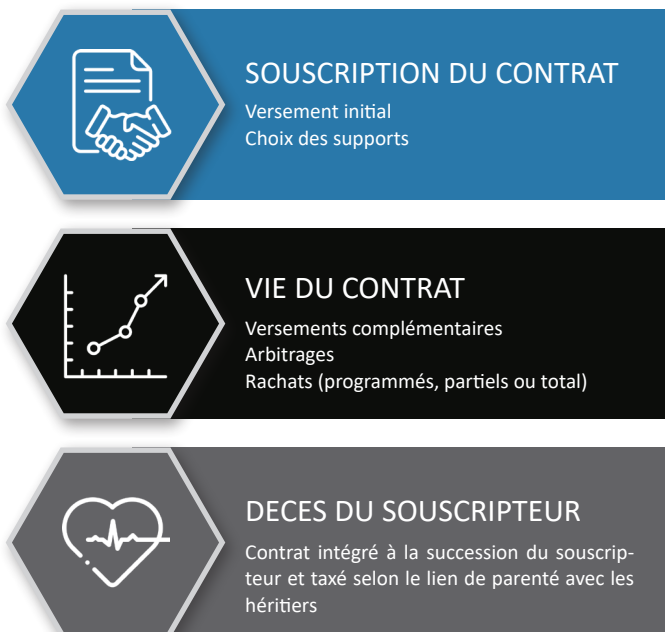 SOUSCRIPTION DU CONTRAT
Versement initial
Choix des supports
VIE DU CONTRAT
Versements complémentaires
Arbitrages
Rachats (programmés, partiels ou total)
DECES DU SOUSCRIPTEUR
Contrat intégré à la succession du souscrip-
teur et taxé selon le lien de parenté avec les
héritiers